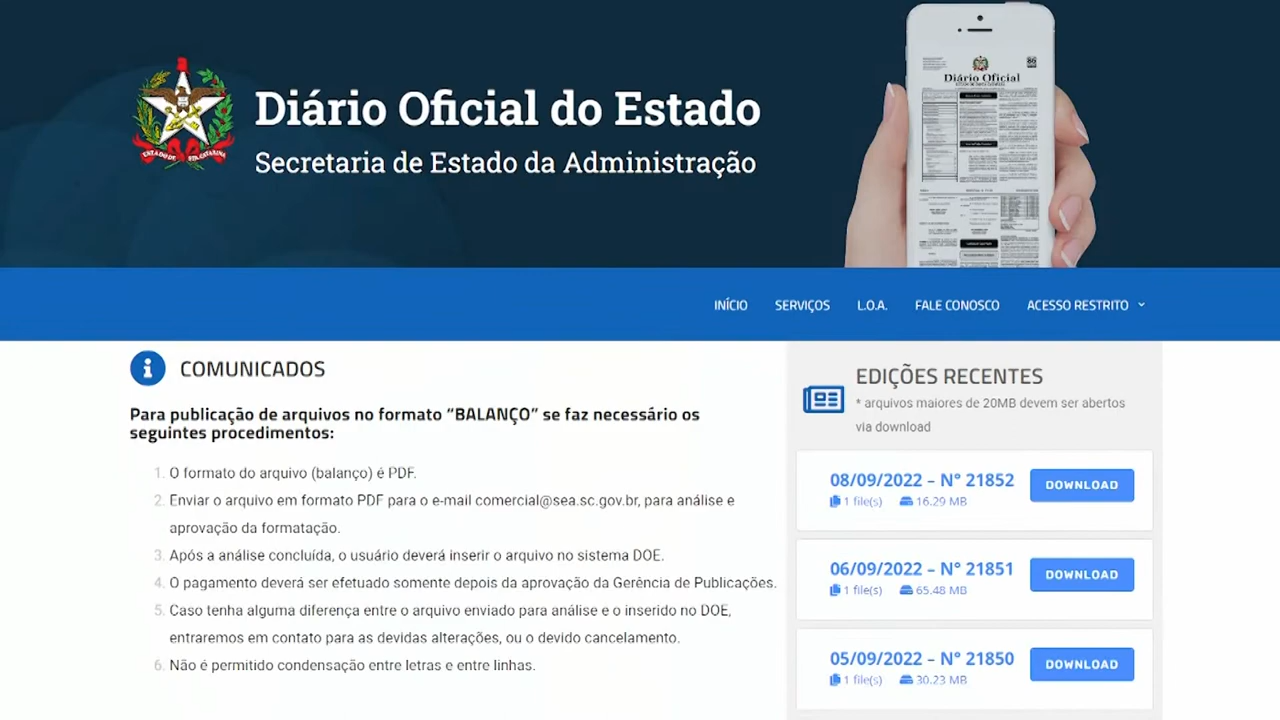 ESTADO DE STA. CATARINA
Diário Oficial do Estado
Secretaria de Estado da Administração
Diário Oficial
INÍCIO
SERVIÇOS
L.O.A.
FALE CONOSCO
ACESSO RESTRITO
COMUNICADOS
Para publicação de arquivos no formato “BALANÇO” se faz necessário os
seguintes procedimentos:
1. O formato do arquivo (balanço) é PDF.
2. Enviar o arquivo em formato PDF para o e-mail comercial@sea.sc.gov.br, para análise e
aprovação da formatação.
3. Após a análise concluída, o usuário deverá inserir o arquivo no sistema DOE.
4. O pagamento deverá ser efetuado somente depois da aprovação da Gerência de Publicações.
5. Caso tenha alguma diferença entre o arquivo enviado para análise e o inserido no DOE,
entraremos em contato para as devidas alterações, ou o devido cancelamento.
6. Não é permitido condensação entre letras e entre linhas.
EDIÇÕES RECENTES
* arquivos maiores de 20MB devem ser abertos
via download
08/09/2022 – N° 21852
1 file(s) 16.29 MB
DOWNLOAD
06/09/2022 – N° 21851
1 file(s) 65.48 MB
DOWNLOAD
05/09/2022 – N° 21850
1 file(s) 30.23 MB
DOWNLOAD